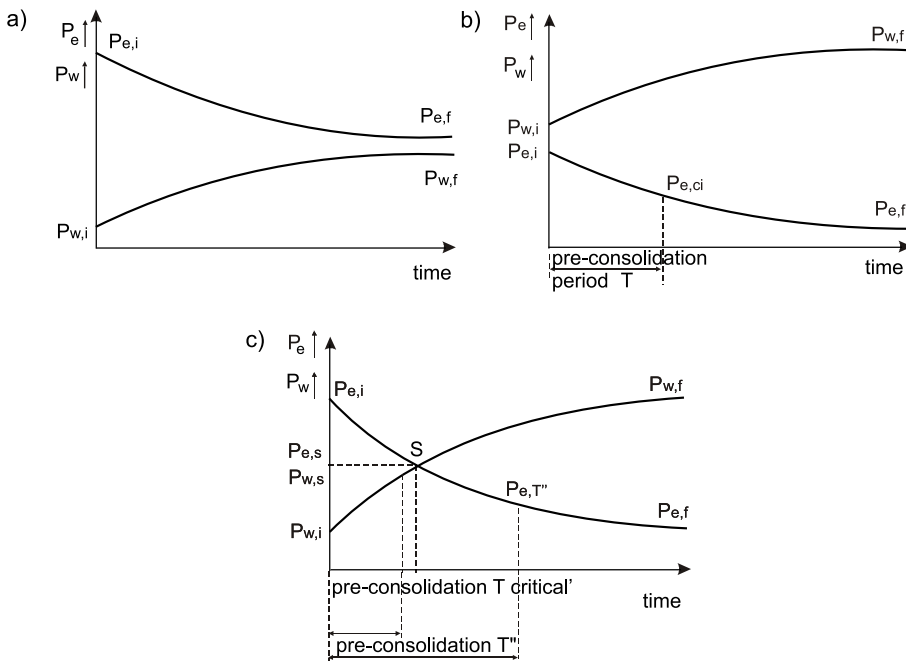 a)
Pe
Pe,i
Pw
Pe,f
Pw,f
Pw,i
time
b)
Pe
Pw,f
Pw
Pw,i
Pe,i
Pe,ci
Pe,f
pre-consolidation
time
period T
c)
Pe
Pw
Pe,i
Pw,f
Pe,s
S
Pw,s
Pe,T"
Pw,i
Pe,f
pre-consolidation T critical'
time
pre-consolidation T"